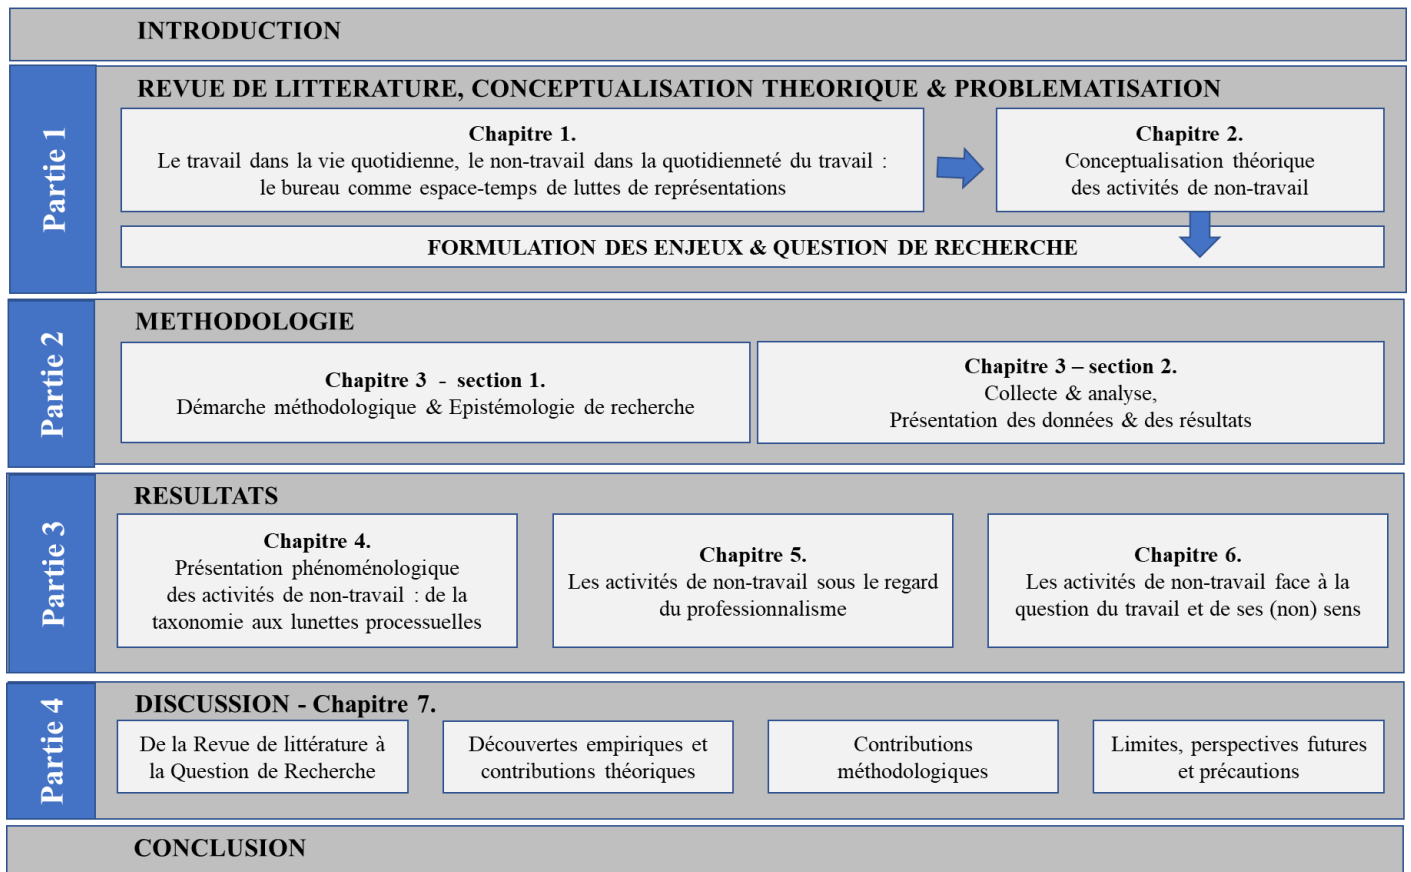 INTRODUCTION
Partie 1
REVUE DE LITTERATURE, CONCEPTUALISATION THEORIQUE & PROBLEMATISATION
Chapitre 1.
Le travail dans la vie quotidienne, le non-travail dans la quotidienneté du travail :
le bureau comme espace-temps de luttes de représentations
Chapitre 2.
Conceptualisation théorique
des activités de non-travail
FORMULATION DES ENJEUX & QUESTION DE RECHERCHE
Partie 2
METHODOLOGIE
Chapitre 3 - section 1.
Démarche méthodologique & Epistémologie de recherche
Chapitre 3 – section 2.
Collecte & analyse,
Présentation des données & des résultats
Partie 3
RESULTATS
Chapitre 4.
Présentation phénoménologique
des activités de non-travail : de la
taxonomie aux lunettes processuelles
Chapitre 5.
Les activités de non-travail sous le regard
du professionnalisme
Chapitre 6.
Les activités de non-travail face à la
question du travail et de ses (non) sens
Partie 4
DISCUSSION - Chapitre 7.
De la Revue de littérature à
la Question de Recherche
Découvertes empiriques et
contributions théoriques
Contributions
méthodologiques
Limites, perspectives futures
et précautions
CONCLUSION